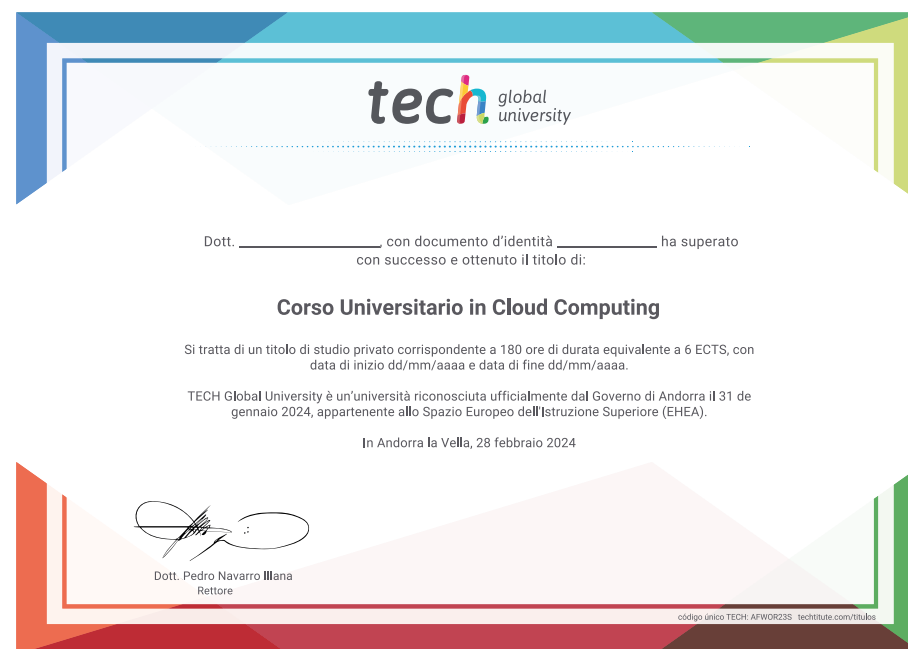 tech global
university
Dott. , con documento d'identità ha superato
con successo e ottenuto il titolo di:
Corso Universitario in Cloud Computing
Si tratta di un titolo di studio privato corrispondente a 180 ore di durata equivalente a 6 ECTS, con
data di inizio dd/mm/aaaa e data di fine dd/mm/aaaa.
TECH Global University è un'università riconosciuta ufficialmente dal Governo di Andorra il 31 de
gennaio 2024, appartenente allo Spazio Europeo dell'Istruzione Superiore (EHEA).
In Andorra la Vella, 28 febbraio 2024
Dott. Pedro Navarro Illana
Rettore
código único TECH: AFWOR23S techtitute.com/titulos